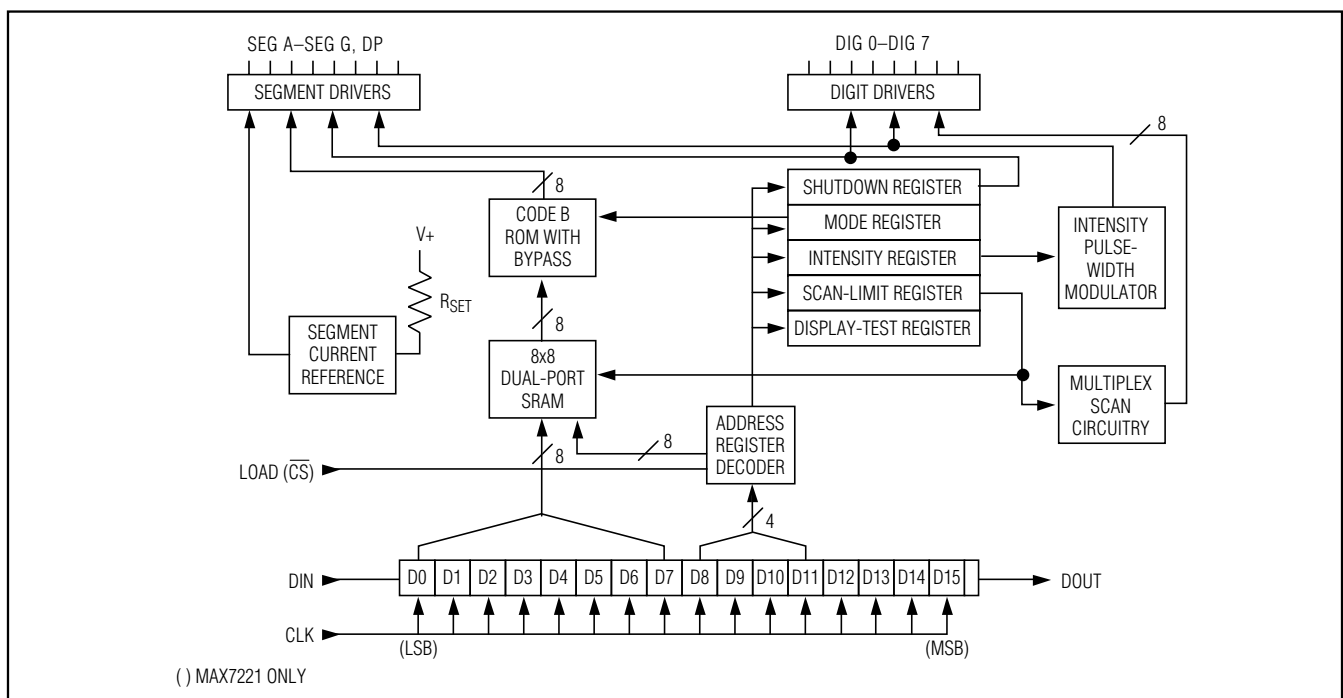 SEG A–SEG G, DP
DIG 0–DIG 7
SEGMENT DRIVERS
DIGIT DRIVERS
8
8
SHUTDOWN REGISTER
MODE REGISTER
INTENSITY REGISTER
SCAN-LIMIT REGISTER
DISPLAY-TEST REGISTER
CODE B
ROM WITH
BYPASS
INTENSITY
PULSE-
WIDTH
MODULATOR
V+
RSET
8
SEGMENT
CURRENT
REFERENCE
8x8
DUAL-PORT
SRAM
MULTIPLEX
SCAN
CIRCUITRY
ADDRESS
REGISTER
DECODER
8
8
LOAD (C̅S̅)
4
DIN
D0 D1 D2 D3 D4 D5 D6 D7 D8 D9 D10 D11 D12 D13 D14 D15
DOUT
CLK
(LSB)
(MSB)
( ) MAX7221 ONLY